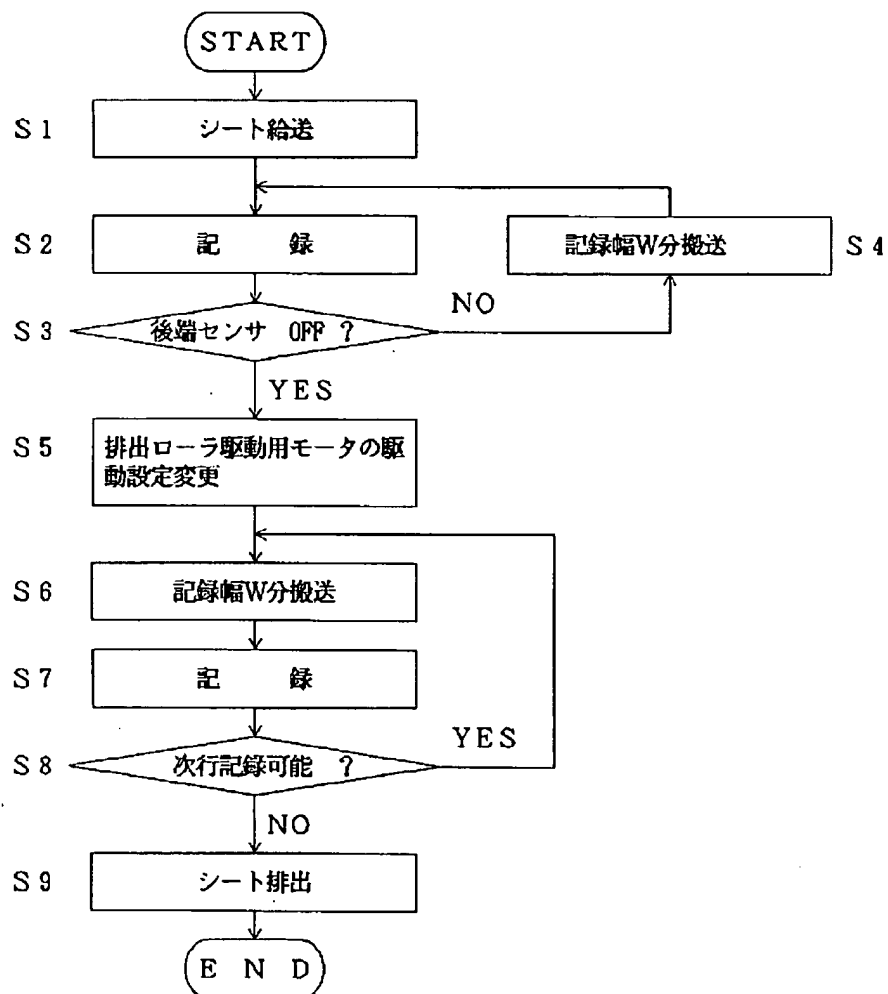 START
S1 シート給送
S2 記 録
記録幅W分搬送 S4
NO
S3 後端センサ OFF ?
YES
S5 排出ローラ駆動用モータの駆
動設定変更
S6 記録幅W分搬送
S7 記 録
YES
S8 次行記録可能 ?
NO
S9 シート排出
END